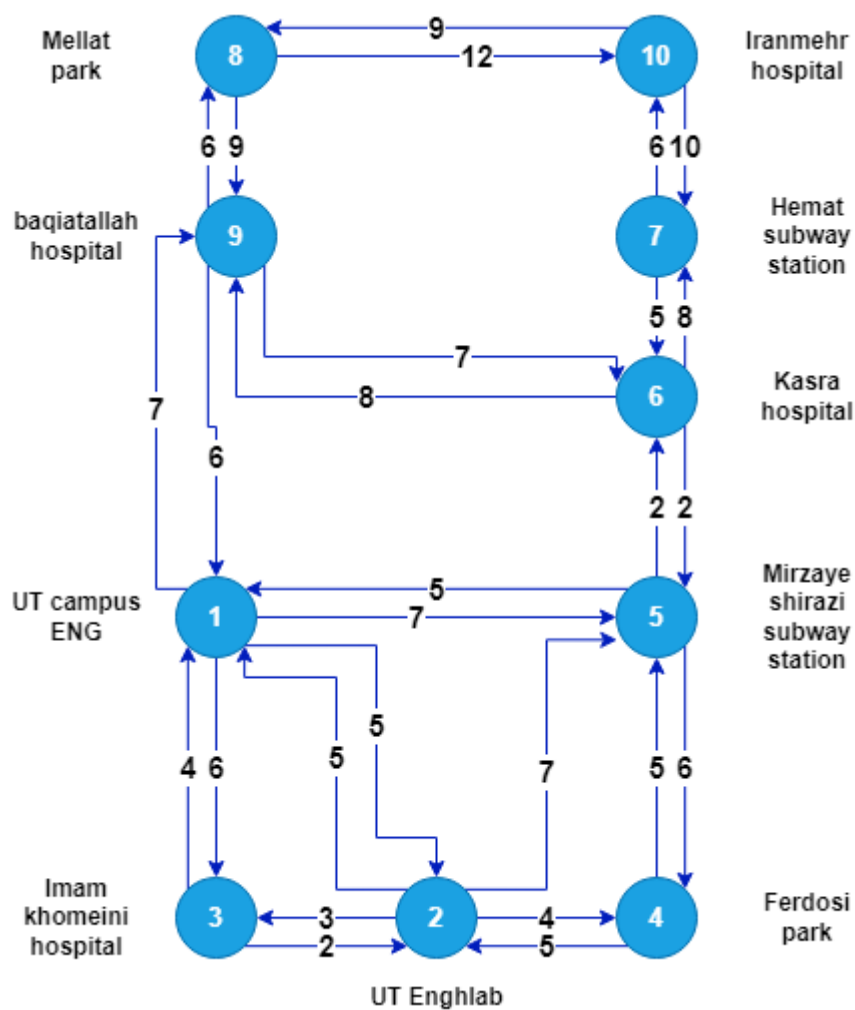 Mellat
park
8
9
12
10
Iranmehr
hospital
6
9
6
10
baqiatallah
hospital
9
7
Hemat
subway
station
5
8
7
8
6
Kasra
hospital
7
6
2
2
UT campus
ENG
1
5
7
5
Mirzaye
shirazi
subway
station
4
6
5
5
7
5
6
Imam
khomeini
hospital
3
3
2
2
4
5
4
Ferdosi
park
UT Enghlab